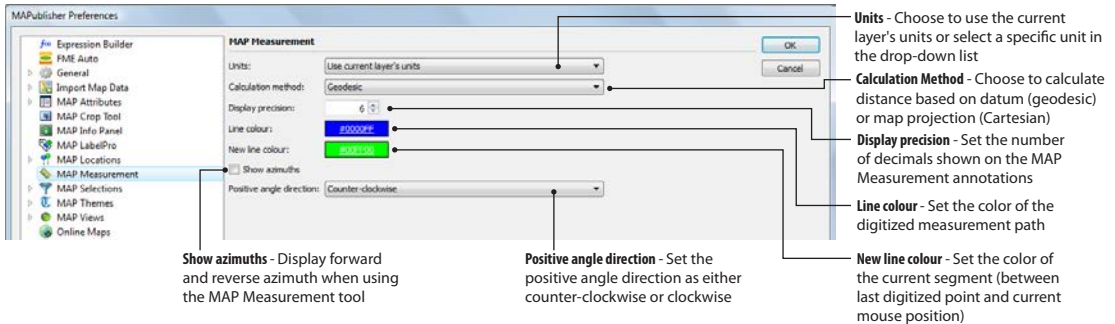 MAPublisher Preferences
Expression Builder
FME Auto
General
Import Map Data
MAP Attributes
MAP Crop Tool
MAP Info Panel
MAP LabelPro
MAP Locations
MAP Measurement
MAP Selections
MAP Themes
MAP Views
Online Maps
MAP Measurement
Units: Use current layer's units
Calculation method: Geodesic
Display precision: 6
Line colour: #0000FF
New line colour: #00FF00
Show azimuths
Positive angle direction: Counter-clockwise
OK
Cancel
Units - Choose to use the current
layer's units or select a specific unit in
the drop-down list
Calculation Method - Choose to calculate
distance based on datum (geodesic)
or map projection (Cartesian)
Display precision - Set the number
of decimals shown on the MAP
Measurement annotations
Line colour - Set the color of the
digitized measurement path
New line colour - Set the color of
the current segment (between
last digitized point and current
mouse position)
Show azimuths - Display forward
and reverse azimuth when using
the MAP Measurement tool
Positive angle direction - Set the
positive angle direction as either
counter-clockwise or clockwise